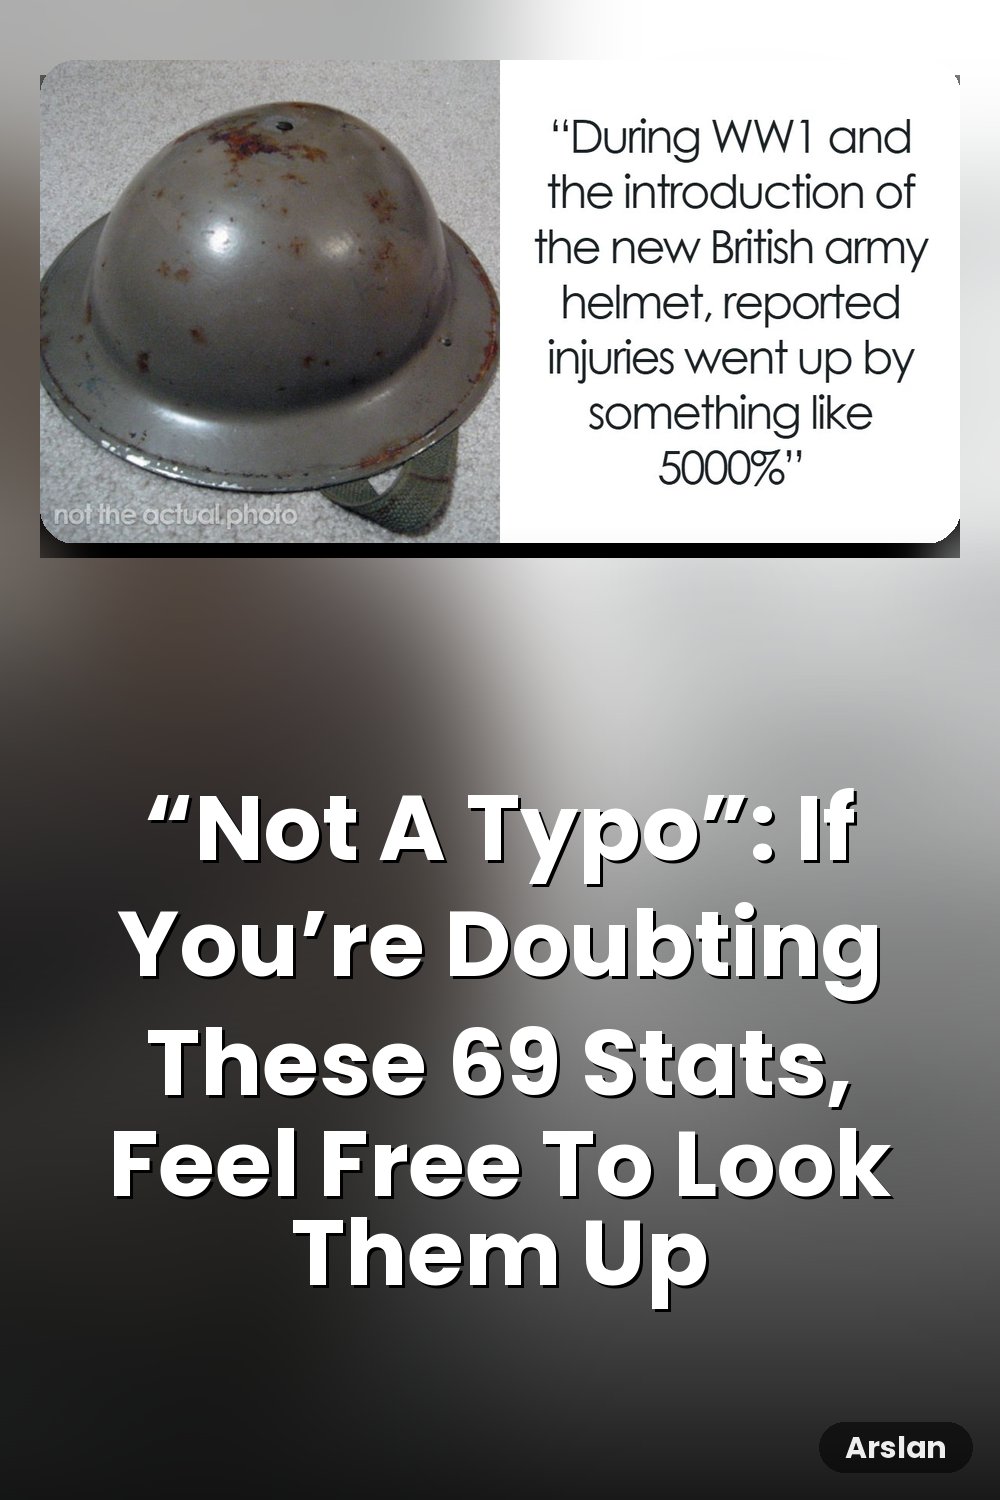 “During WW1 and
the introduction of
the new British army
helmet, reported
injuries went up by
something like
5000%”
not the actual photo
“Not A Typo”: If
You’re Doubting
These 69 Stats,
Feel Free To Look
Them Up
Arslan